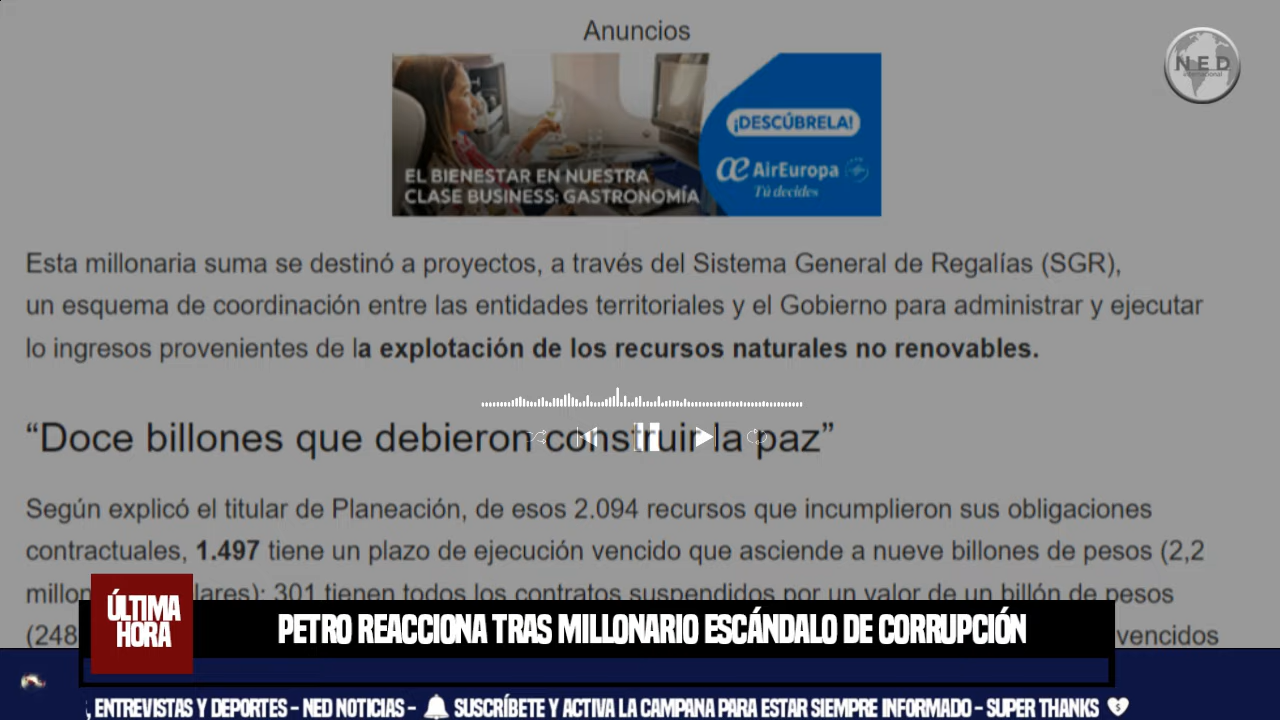 Anuncios
NED
international
¡DESCÚBRELA!
AirEuropa
Tú decides
EL BIENESTAR EN NUESTRA
CLASE BUSINESS: GASTRONOMÍA
Esta millonaria suma se destinó a proyectos, a través del Sistema General de Regalías (SGR),
un esquema de coordinación entre las entidades territoriales y el Gobierno para administrar y ejecutar
lo ingresos provenientes de la explotación de los recursos naturales no renovables.
“Doce billones que debieron construir la paz”
Según explicó el titular de Planeación, de esos 2.094 recursos que incumplieron sus obligaciones
contractuales, 1.497 tiene un plazo de ejecución vencido que asciende a nueve billones de pesos (2,2
millon lares); 301 tienen todos los contratos suspendidos por un valor de un billón de pesos
(248 vencidos
ÚLTIMA
HORA
PETRO REACCIONA TRAS MILLONARIO ESCÁNDALO DE CORRUPCIÓN
, ENTREVISTAS Y DEPORTES - NED NOTICIAS - SUSCRÍBETE Y ACTIVA LA CAMPANA PARA ESTAR SIEMPRE INFORMADO - SUPER THANKS